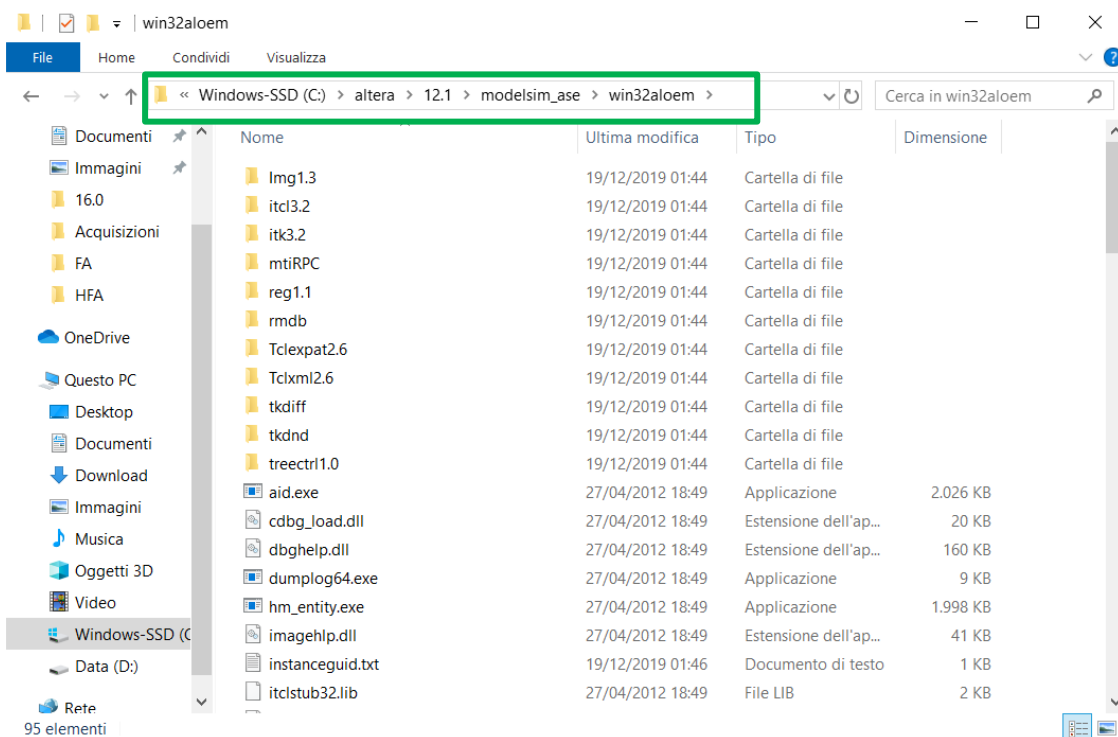 win32aloem
File Home Condividi Visualizza
« Windows-SSD (C:) > altera > 12.1 > modelsim_ase > win32aloem > Cerca in win32aloem
Nome Ultima modifica Tipo Dimensione
Documenti
Immagini
16.0
Acquisizioni
FA
HFA
OneDrive
Questo PC
Desktop
Documenti
Download
Immagini
Musica
Oggetti 3D
Video
Windows-SSD (C
Data (D:)
Rete
Img1.3 19/12/2019 01:44 Cartella di file
itcl3.2 19/12/2019 01:44 Cartella di file
itk3.2 19/12/2019 01:44 Cartella di file
mtiRPC 19/12/2019 01:44 Cartella di file
reg1.1 19/12/2019 01:44 Cartella di file
rmdb 19/12/2019 01:44 Cartella di file
Tclexpat2.6 19/12/2019 01:44 Cartella di file
Tclxml2.6 19/12/2019 01:44 Cartella di file
tkdiff 19/12/2019 01:44 Cartella di file
tkdnd 19/12/2019 01:44 Cartella di file
treectrl1.0 19/12/2019 01:44 Cartella di file
aid.exe 27/04/2012 18:49 Applicazione 2.026 KB
cdbg_load.dll 27/04/2012 18:49 Estensione dell'ap... 20 KB
dbghelp.dll 27/04/2012 18:49 Estensione dell'ap... 160 KB
dumplog64.exe 27/04/2012 18:49 Applicazione 9 KB
hm_entity.exe 27/04/2012 18:49 Applicazione 1.998 KB
imagehlp.dll 27/04/2012 18:49 Estensione dell'ap... 41 KB
instanceguid.txt 19/12/2019 01:46 Documento di testo 1 KB
itclstub32.lib 27/04/2012 18:49 File LIB 2 KB
95 elementi